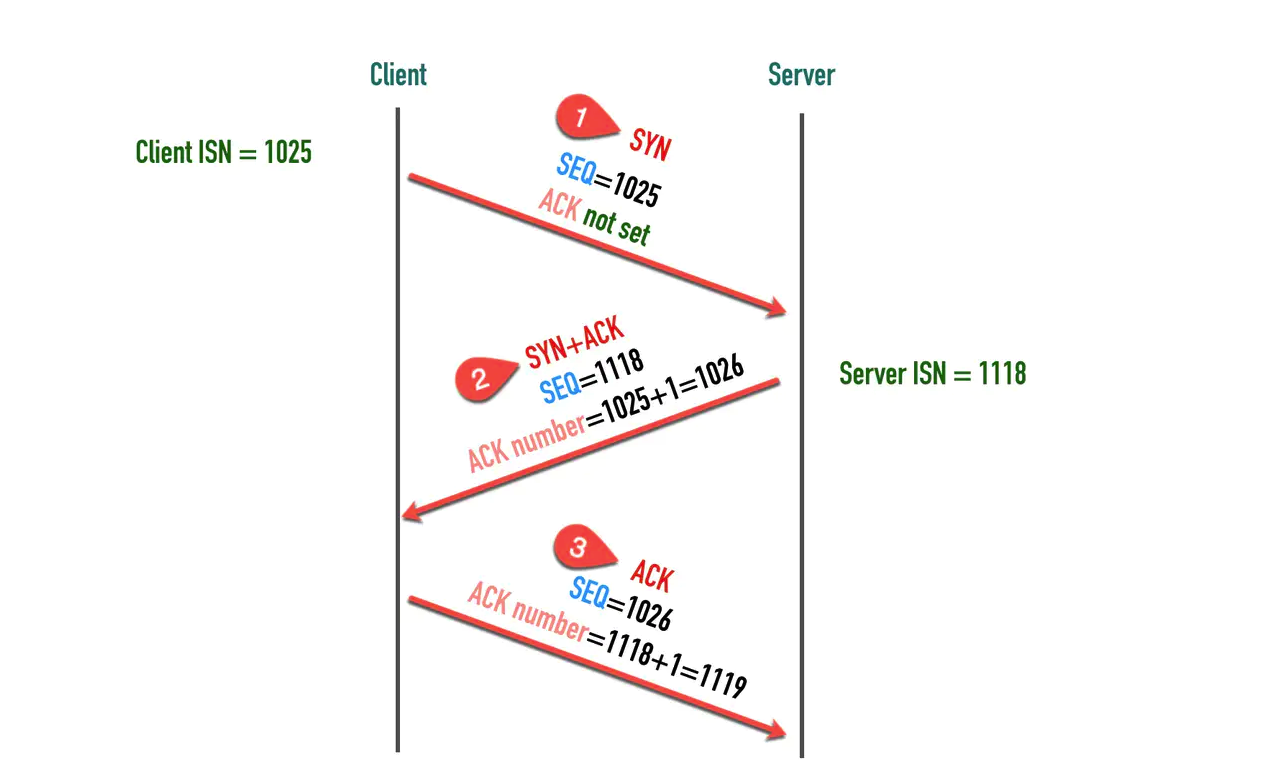 Client
Server
Client ISN = 1025
1
SYN
SEQ=1025
ACK not set
2
SYN+ACK
SEQ=1118
ACK number=1025+1=1026
Server ISN = 1118
3
ACK
SEQ=1026
ACK number=1118+1=1119